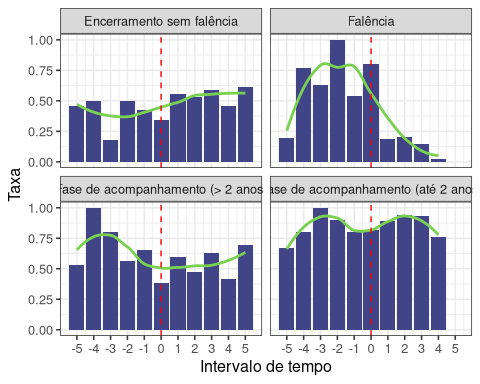 Encerramento sem falência
Falência
1.00
0.75
0.50
0.25
0.00
Fase de acompanhamento (> 2 anos
ase de acompanhamento (até 2 anos
1.00
0.75
0.50
0.25
0.00
-5 -4 -3 -2 -1 0 1 2 3 4 5
-5 -4 -3 -2 -1 0 1 2 3 4 5
Taxa
Intervalo de tempo